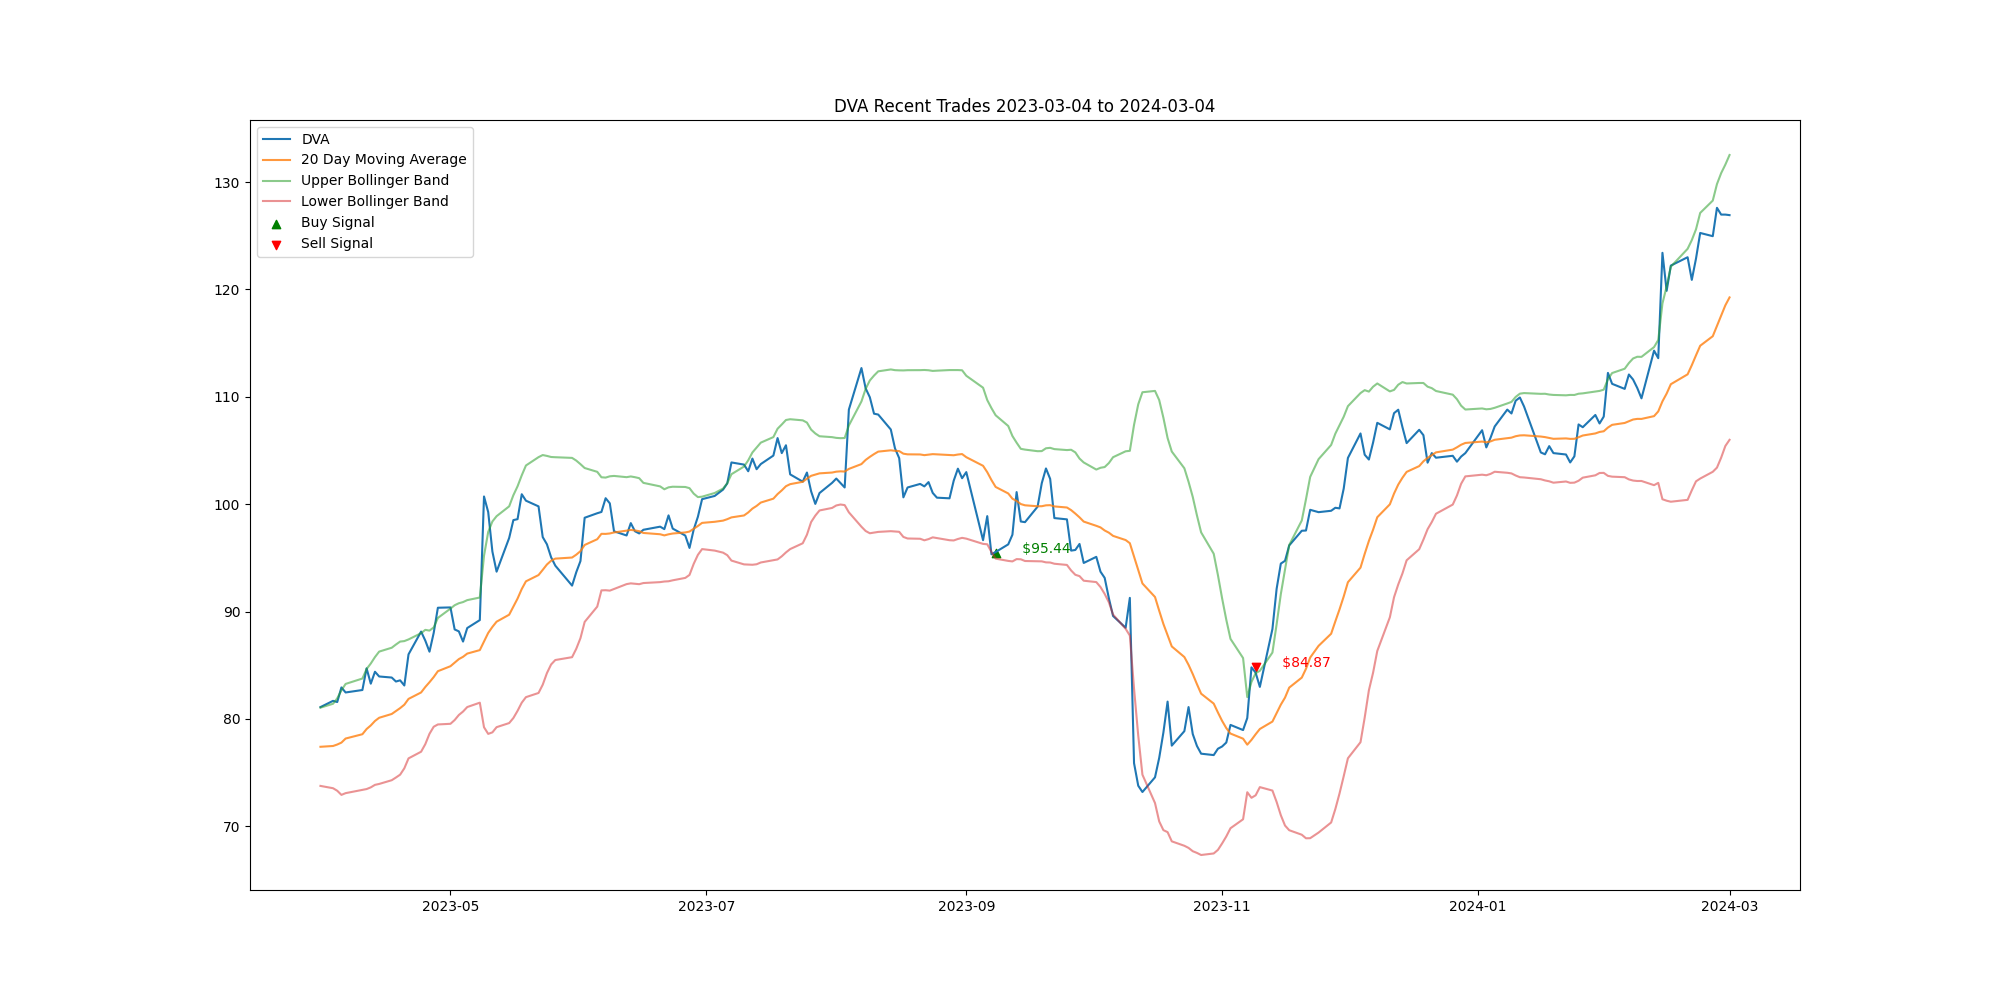 DVA Recent Trades 2023-03-04 to 2024-03-04
DVA
20 Day Moving Average
Upper Bollinger Band
Lower Bollinger Band
Buy Signal
Sell Signal
130
120
110
100
90
80
70
$95.44
$84.87
2023-05
2023-07
2023-09
2023-11
2024-01
2024-03